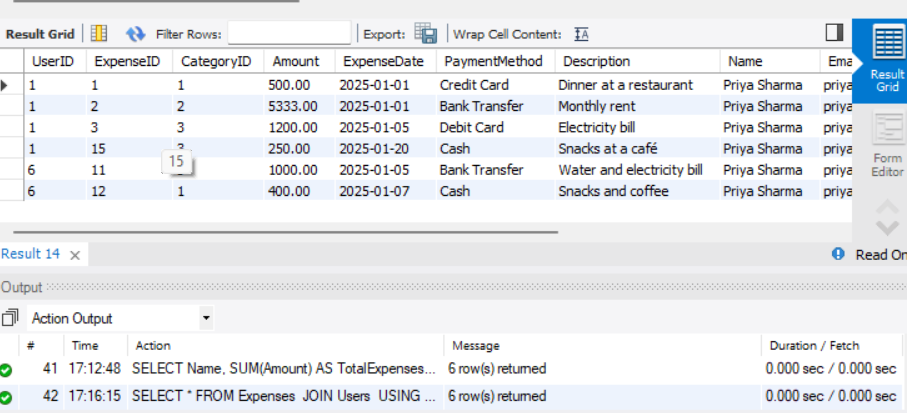 Result Grid Filter Rows: Export: Wrap Cell Content: IA
UserID ExpenseID CategoryID Amount ExpenseDate PaymentMethod Description Name Ema
1 1 1 500.00 2025-01-01 Credit Card Dinner at a restaurant Priya Sharma priya
1 2 2 5333.00 2025-01-01 Bank Transfer Monthly rent Priya Sharma priya
1 3 3 1200.00 2025-01-05 Debit Card Electricity bill Priya Sharma priya
1 15 250.00 2025-01-20 Cash Snacks at a café Priya Sharma priya
15
6 11 1000.00 2025-01-05 Bank Transfer Water and electricity bill Priya Sharma priya
6 12 1 400.00 2025-01-07 Cash Snacks and coffee Priya Sharma priya
Result
Grid
Form
Editor
Result 14 x Read On
Output
Action Output
# Time Action Message Duration / Fetch
41 17:12:48 SELECT Name, SUM(Amount) AS TotalExpenses... 6 row(s) returned 0.000 sec / 0.000 sec
42 17:16:15 SELECT * FROM Expenses JOIN Users USING ... 6 row(s) returned 0.000 sec / 0.000 sec